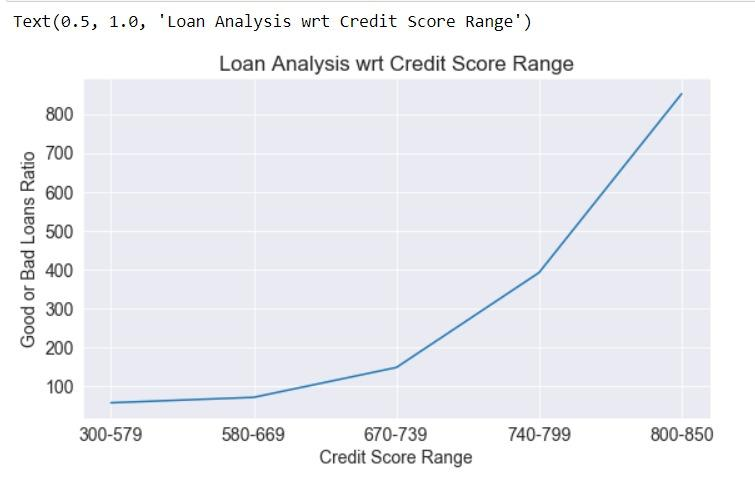 Text(0.5, 1.0, 'Loan Analysis wrt Credit Score Range')
Loan Analysis wrt Credit Score Range
Good or Bad Loans Ratio
800
700
600
500
400
300
200
100
300-579 580-669 670-739 740-799 800-850
Credit Score Range